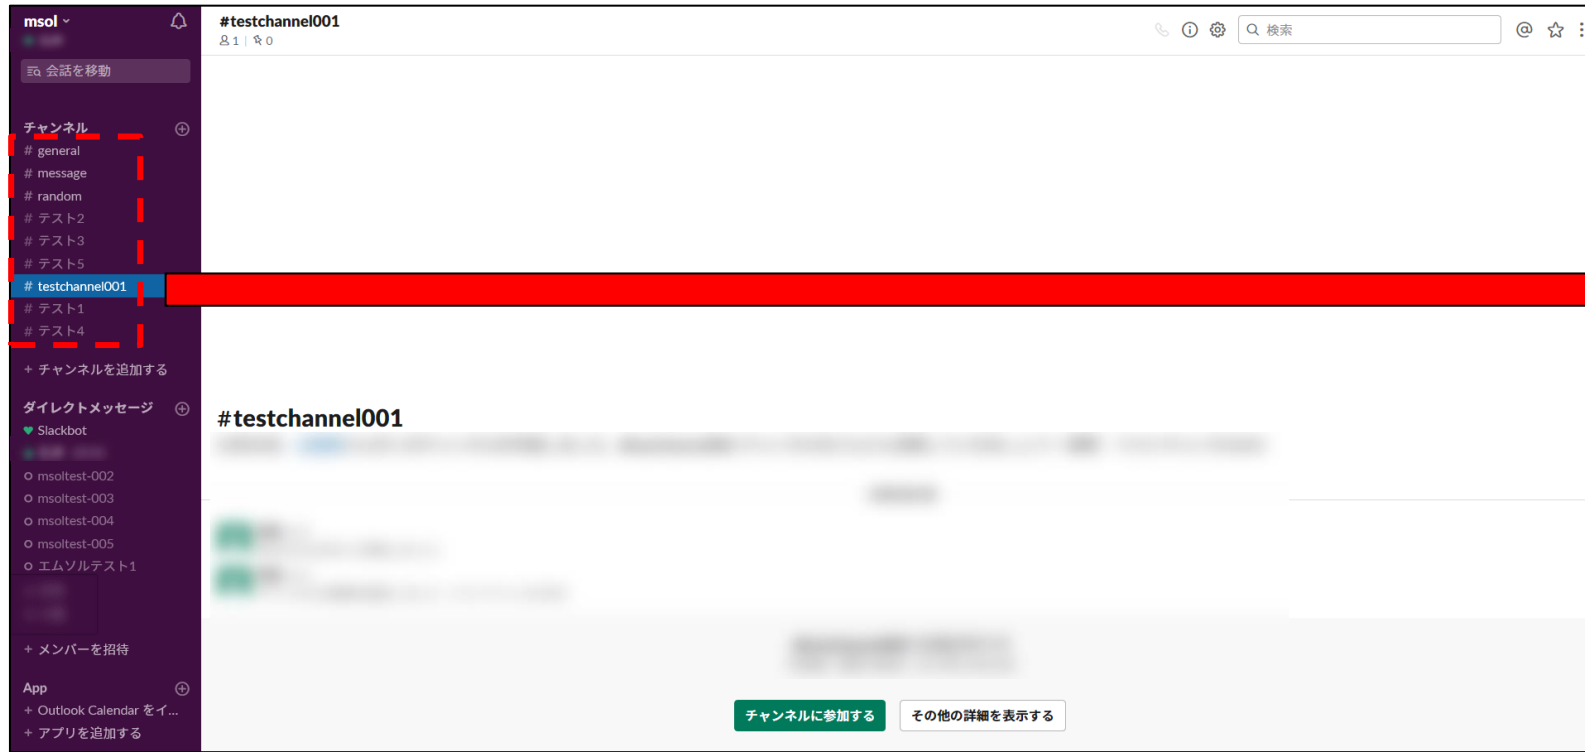 msol
会話を移動
チャンネル
# general
# message
# random
# テスト2
# テスト3
# テスト5
# testchannel001
# テスト1
# テスト4
+ チャンネルを追加する
ダイレクトメッセージ
Slackbot
msoltest-002
msoltest-003
msoltest-004
msoltest-005
エムソルテスト1
+ メンバーを招待
App
+ Outlook Calendar をイ...
+ アプリを追加する
#testchannel001
1 | 0
検索
#testchannel001
チャンネルに参加する
その他の詳細を表示する